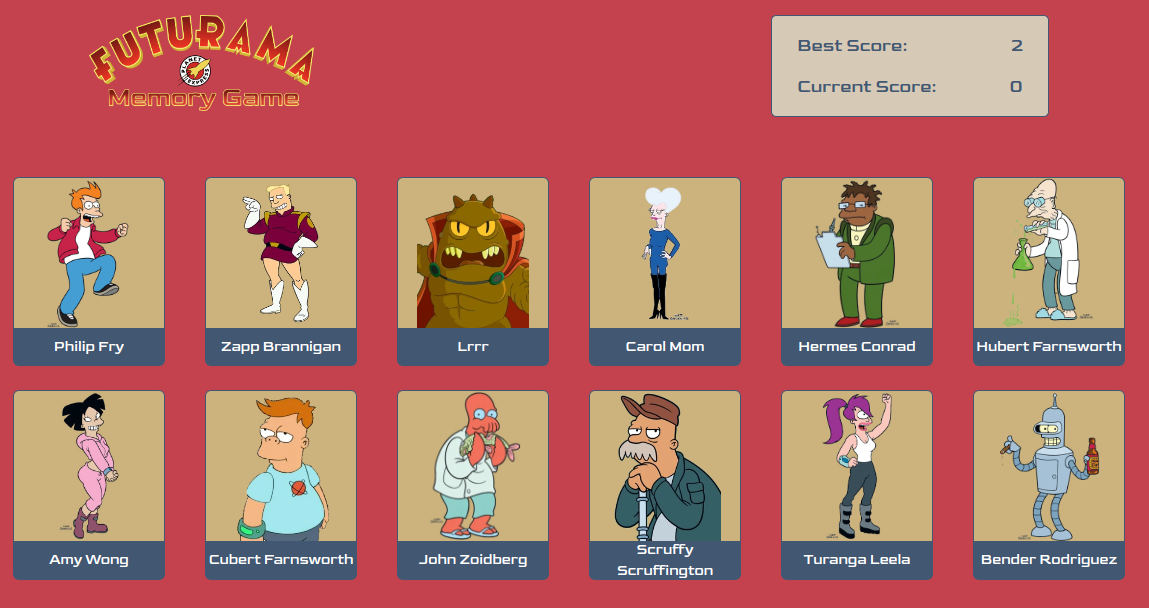 FUTURAMA
PLANET
EXPRESS
Memory Game
Best Score: 2
Current Score: 0
Philip Fry
Zapp Brannigan
Lrrr
Carol Mom
Hermes Conrad
Hubert Farnsworth
Amy Wong
Cubert Farnsworth
John Zoidberg
Scruffy
Scruffington
Turanga Leela
Bender Rodriguez